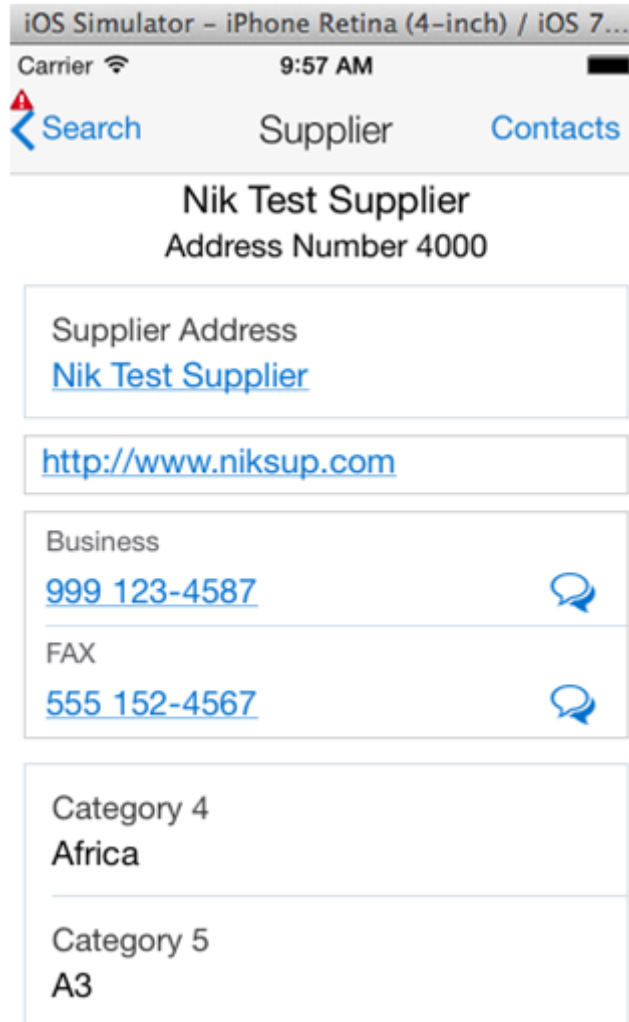 iOS Simulator – iPhone Retina (4-inch) / iOS 7...
Carrier 9:57 AM
Search Supplier Contacts
Nik Test Supplier
Address Number 4000
Supplier Address
Nik Test Supplier
http://www.niksup.com
Business
999 123-4587
FAX
555 152-4567
Category 4
Africa
Category 5
A3